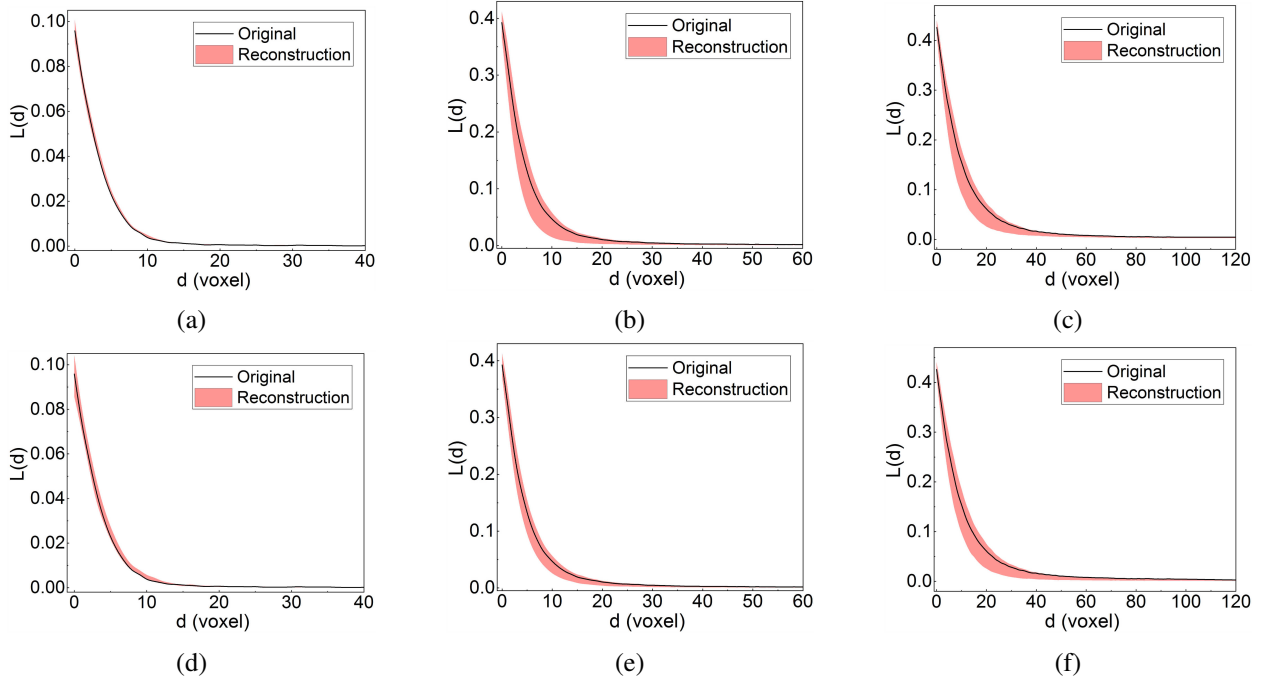 0.10
0.08
0.06
0.04
0.02
0.00
L(d)
Original
Reconstruction
0 10 20 30 40
d (voxel)
(a)
0.4
0.3
0.2
0.1
0.0
L(d)
Original
Reconstruction
0 10 20 30 40 50 60
d (voxel)
(b)
0.4
0.3
0.2
0.1
0.0
L(d)
Original
Reconstruction
0 20 40 60 80 100 120
d (voxel)
(c)
0.10
0.08
0.06
0.04
0.02
0.00
L(d)
Original
Reconstruction
0 10 20 30 40
d (voxel)
(d)
0.4
0.3
0.2
0.1
0.0
L(d)
Original
Reconstruction
0 10 20 30 40 50 60
d (voxel)
(e)
0.4
0.3
0.2
0.1
0.0
L(d)
Original
Reconstruction
0 20 40 60 80 100 120
d (voxel)
(f)